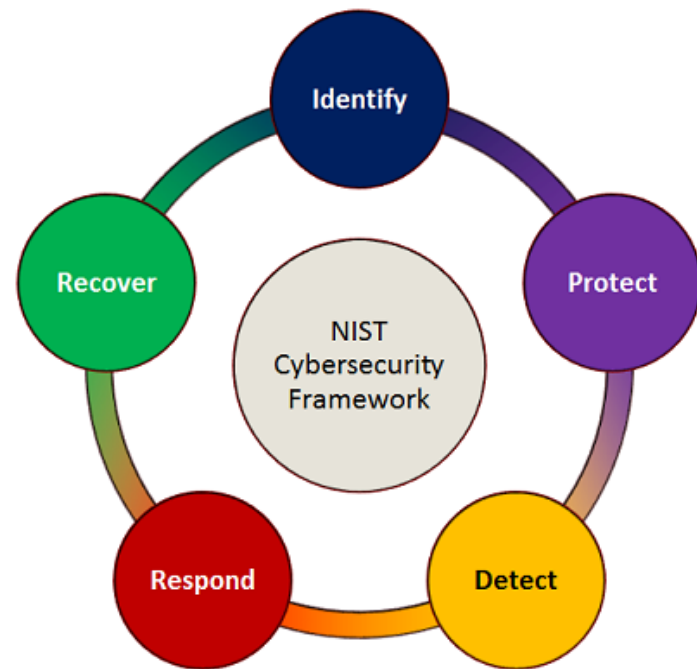 Identify
Protect
Detect
Respond
Recover
NIST
Cybersecurity
Framework